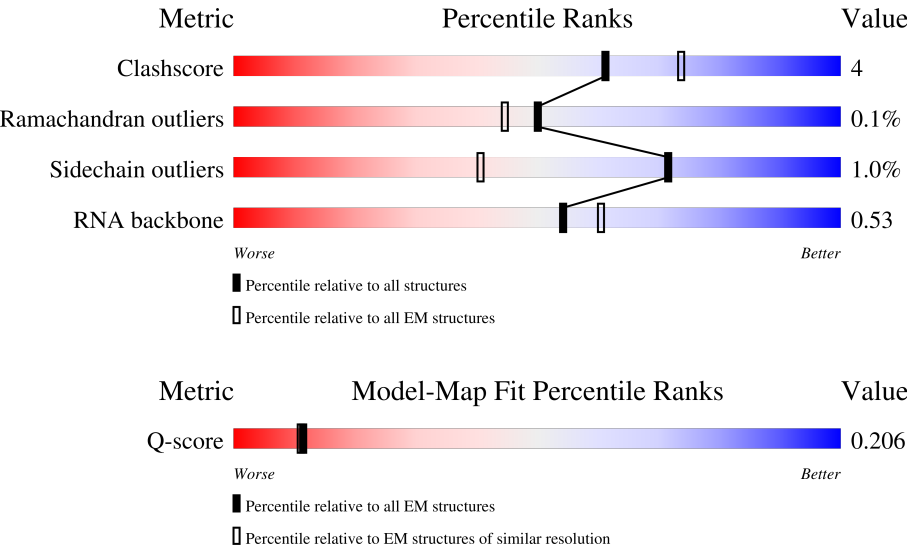 Metric Percentile Ranks Value
Clashscore 4
Ramachandran outliers 0.1%
Sidechain outliers 1.0%
RNA backbone 0.53
Worse Better
Percentile relative to all structures
Percentile relative to all EM structures
Metric Model-Map Fit Percentile Ranks Value
Q-score 0.206
Worse Better
Percentile relative to all EM structures
Percentile relative to EM structures of similar resolution